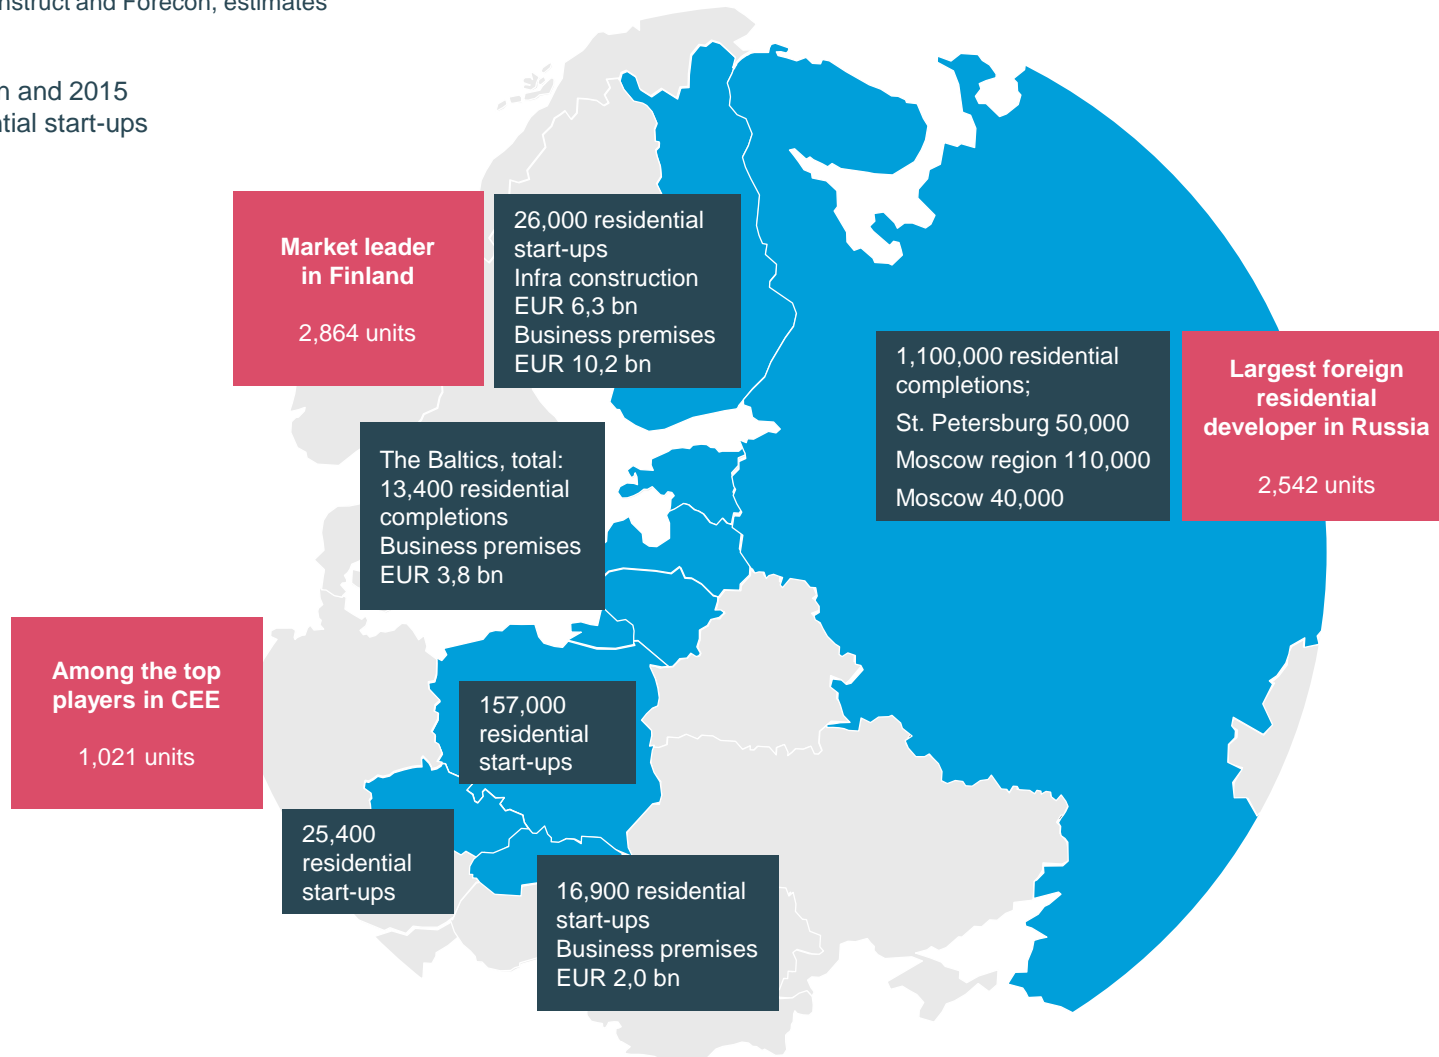 and Forecon, estimates
and 2015
start-ups
Market leader
in Finland
2,864 units
26,000 residential
start-ups
Infra construction
EUR 6,3 bn
Business premises
EUR 10,2 bn
1,100,000 residential
completions;
St. Petersburg 50,000
Moscow region 110,000
Moscow 40,000
Largest foreign
residential
developer in Russia
2,542 units
The Baltics, total:
13,400 residential
completions
Business premises
EUR 3,8 bn
Among the top
players in CEE
1,021 units
157,000
residential
start-ups
25,400
residential
start-ups
16,900 residential
start-ups
Business premises
EUR 2,0 bn